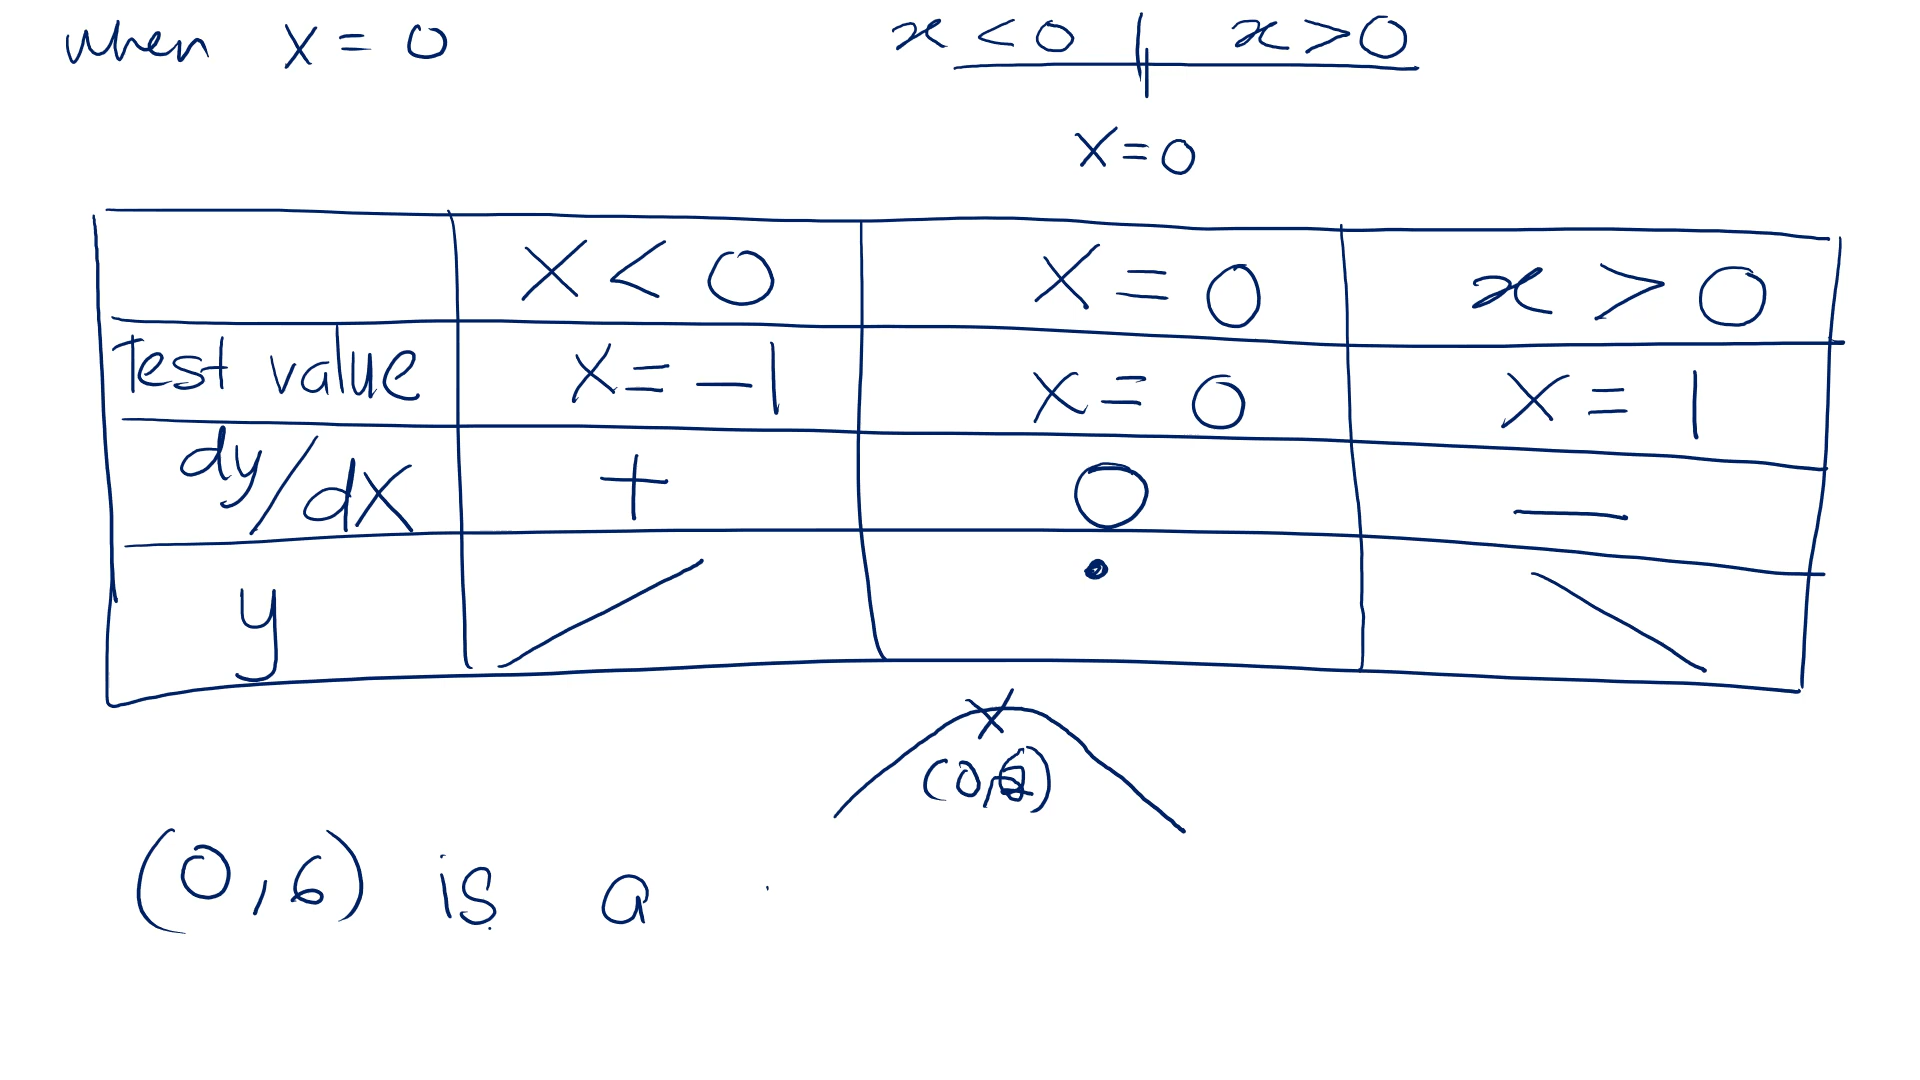 when x = 0
x < 0 | x > 0
x = 0
x < 0 x = 0 x > 0
Test value x = -1 x = 0 x = 1
dy/dx + 0 -
y
(0,
(0,6) is a